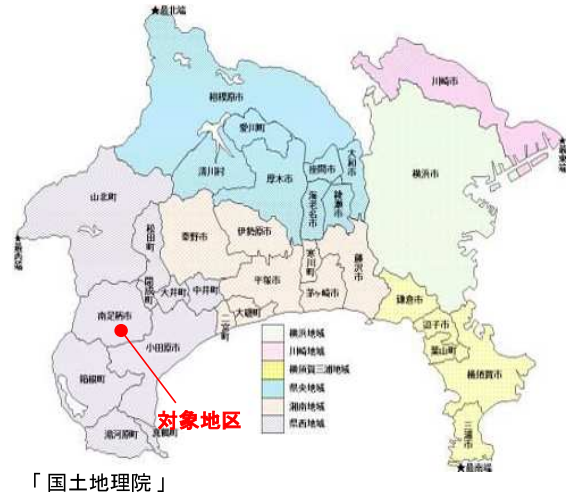 ★最北端
川崎市
相模原市
愛川町
大和市
★最東端
清川村
厚木市
座間市
横浜市
山北町
海老名市
綾瀬市
松田町
秦野市
伊勢原市
寒川町
藤沢市
★最西端
開成町
大井町
中井町
平塚市
茅ヶ崎市
鎌倉市
南足柄市
二宮町
大磯町
逗子市
小田原市
横浜地域
葉山町
川崎地域
箱根町
横須賀三浦地域
横須賀市
県央地域
対象地区
湘南地域
湯河原町
真鶴町
県西地域
三浦市
★最南端
「国土地理院」